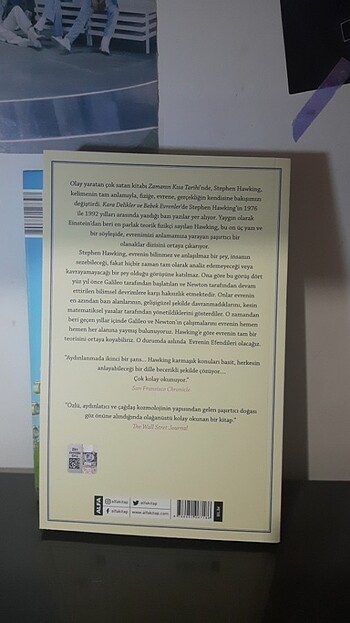 Olay yaratan çok satan kitabı Zamanın Kısa Tarihi'nde, Stephen Hawking,
kelimenin tam anlamıyla, fiziğe, evrene, gerçekliğin kendisine bakışımızı
değiştirdi. Kara Delikler ve Bebek Evrenler'de Stephen Hawking'in 1976
ile 1992 yılları arasında yazdığı bazı yazılar yer alıyor. Yaygın olarak
Einstein'dan beri en parlak teorik fizikçi sayılan Hawking, bu on üç yazı ve
bir söyleşide, evrenimizi anlamamıza yarayan şaşırtıcı bir
olanaklar dizisini ortaya çıkarıyor.
Stephen Hawking, evrenin bilinmez ve anlaşılmaz bir şey, insanın
sezebileceği, fakat hiçbir zaman tam olarak analiz edemeyeceği veya
kavrayamayacağı bir şey olduğu görüşüne katılmaz. Ona göre bu görüş dört
yüz yıl önce Galileo tarafından başlatılan ve Newton tarafından devam
ettirilen bilimsel devrimlere karşı haksızlık etmektedir. Onlar evrenin
en azından bazı alanlarının, gelişigüzel şekilde davranmadıklarını, kesin
matematiksel yasalar tarafından yönetildiklerini gösterdiler. O zamandan
beri geçen yıllar içinde Galileo ve Newton'ın çalışmalarını evrenin hemen
hemen her alanına yaymış bulunuyoruz. Hawking'e göre evrenin tam bir
teorisini ortaya koyabiliriz. O durumda aslında Evrenin Efendileri olacağız.
"Aydınlanmada ikinci bir şans... Hawking karmaşık konuları basit, herkesin
anlayabileceği bir dille becerikli şekilde çözüyor....
Çok kolay okunuyor."
San Francisco Chronicle
"Özlü, aydınlatıcı ve çağdaş kozmolojinin yapısından gelen şaşırtıcı doğası
göz önüne alındığında olağanüstü kolay okunan bir kitap."
The Wall Street Journal
ALFA
alfakitap
alfakitap
alfakitap
www.alfakitap.com
BİLİM